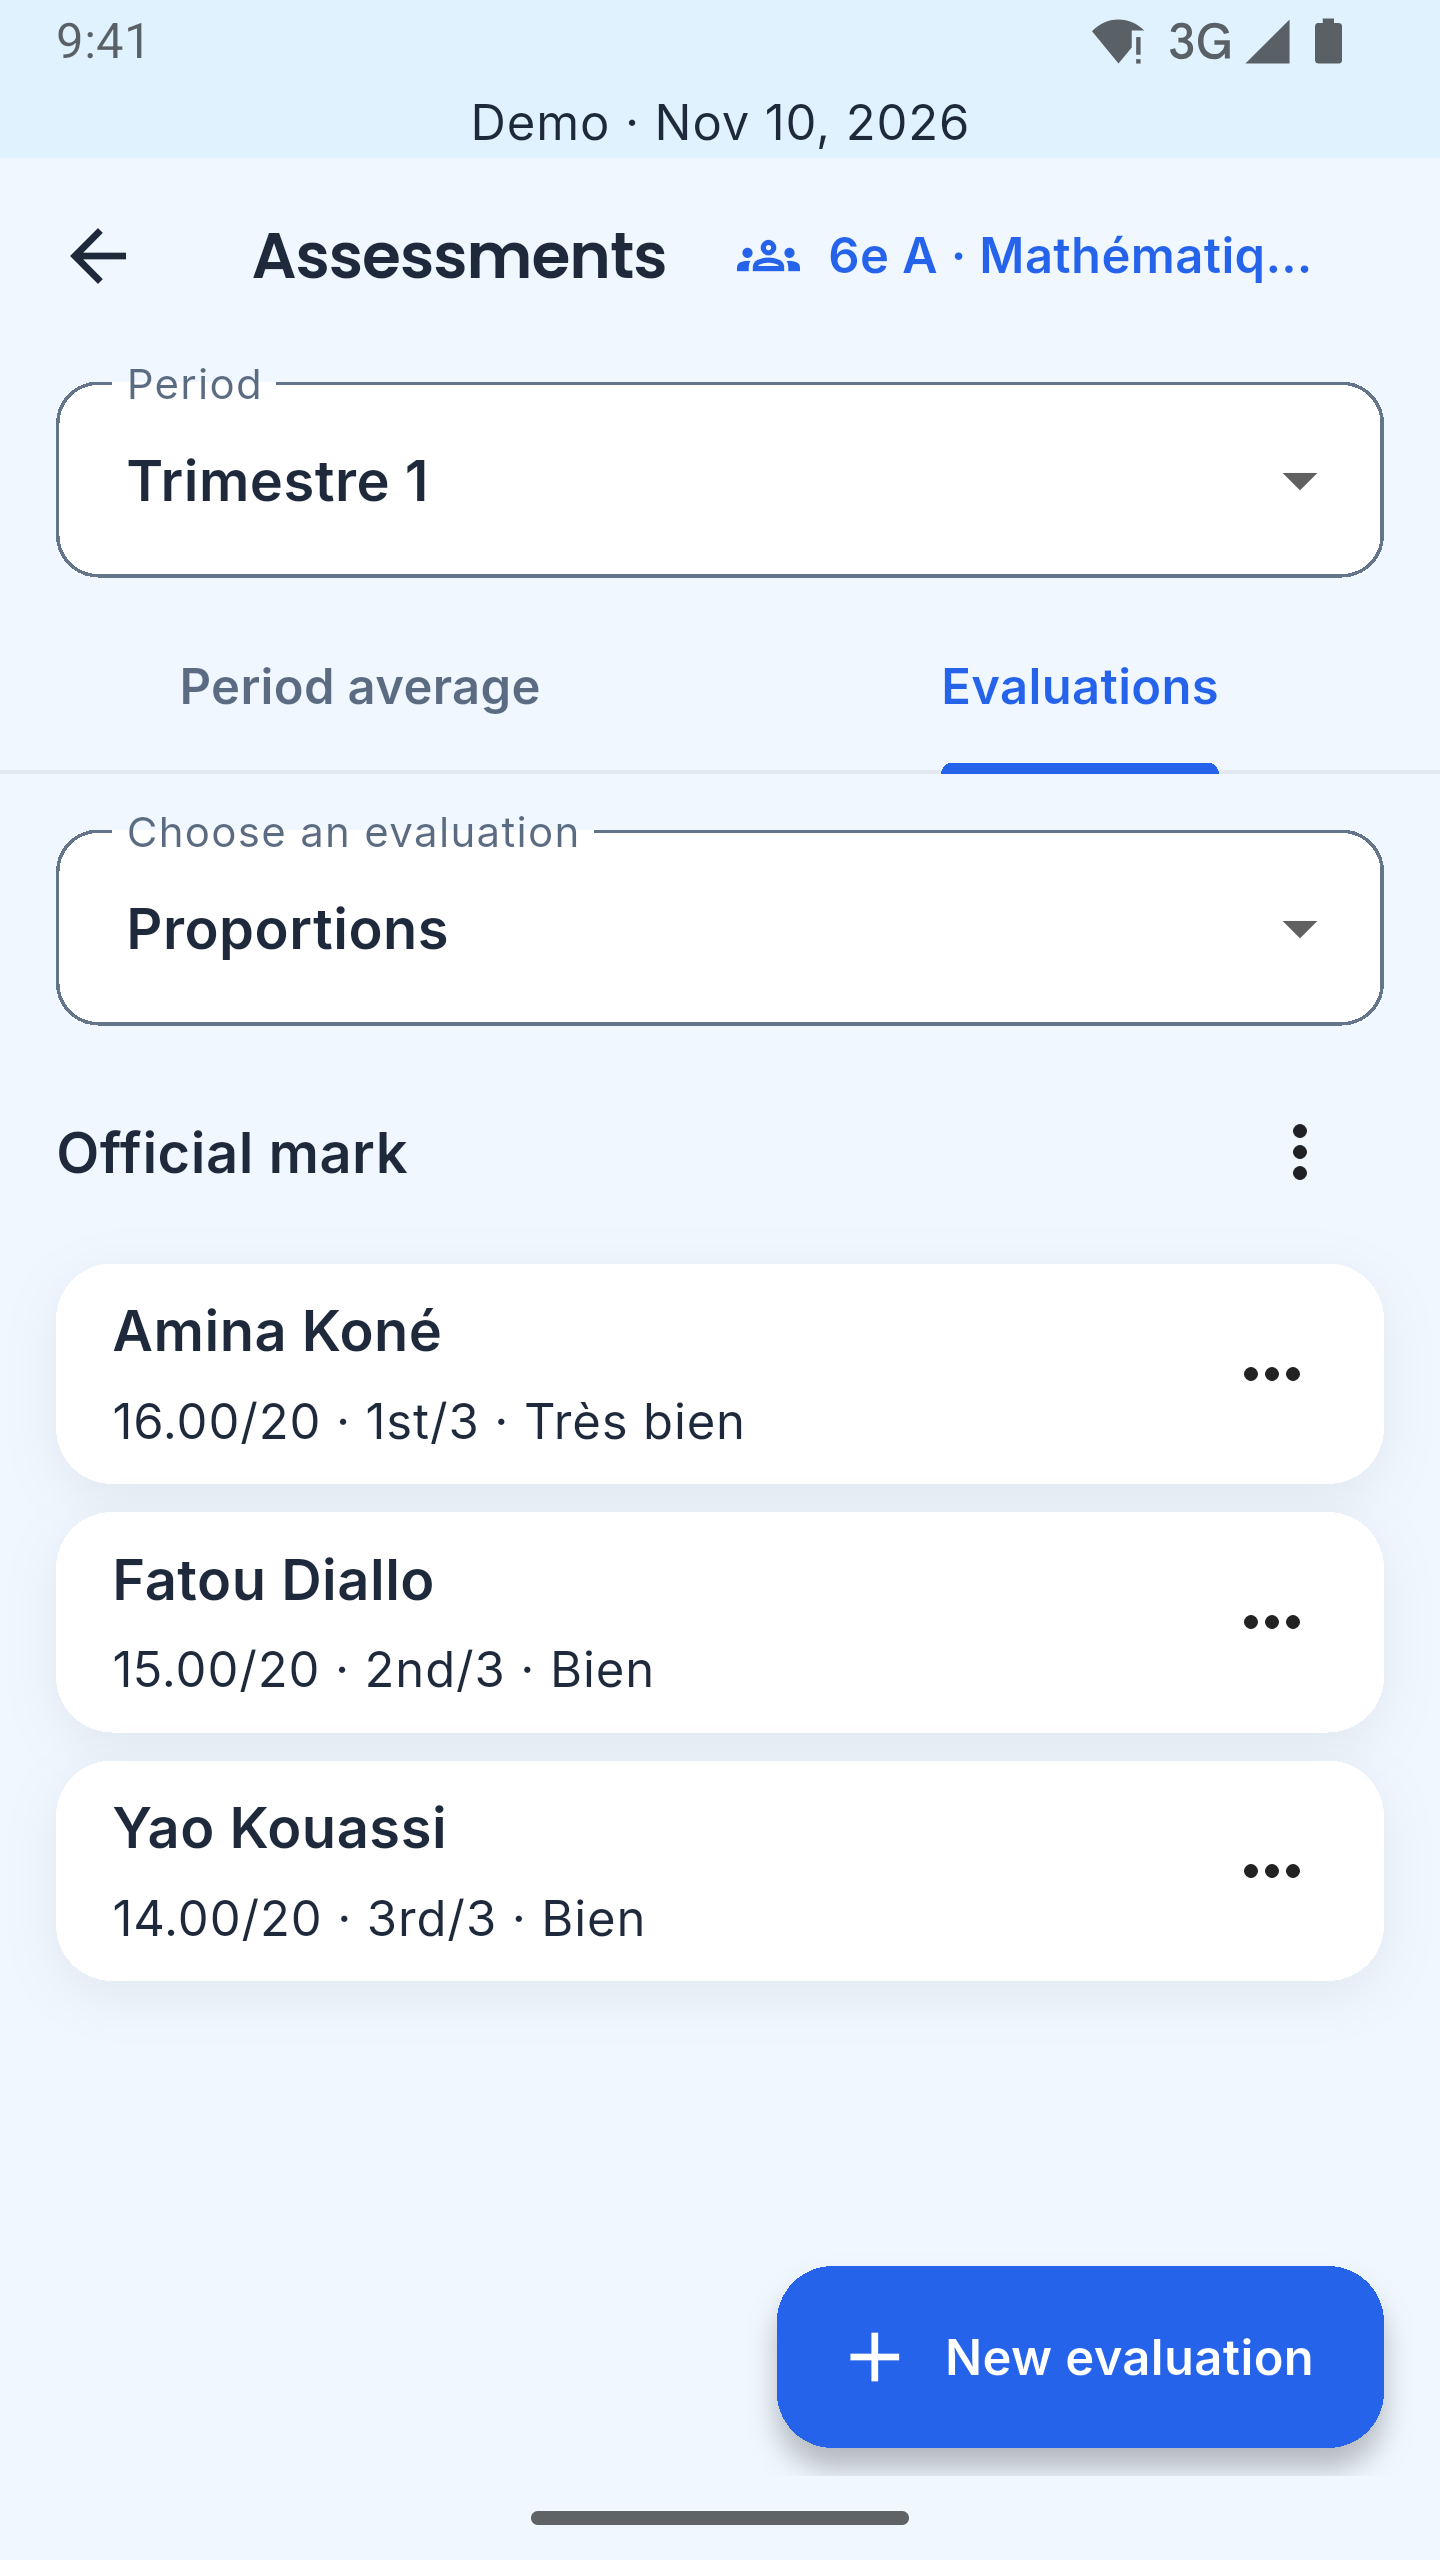 9:41
3G
Demo · Nov 10, 2026
Assessments
6e A · Mathématiq...
Period
Trimestre 1
Period average
Evaluations
Choose an evaluation
Proportions
Official mark
Amina Koné
16.00/20 · 1st/3 · Très bien
Fatou Diallo
15.00/20 · 2nd/3 · Bien
Yao Kouassi
14.00/20 · 3rd/3 · Bien
New evaluation